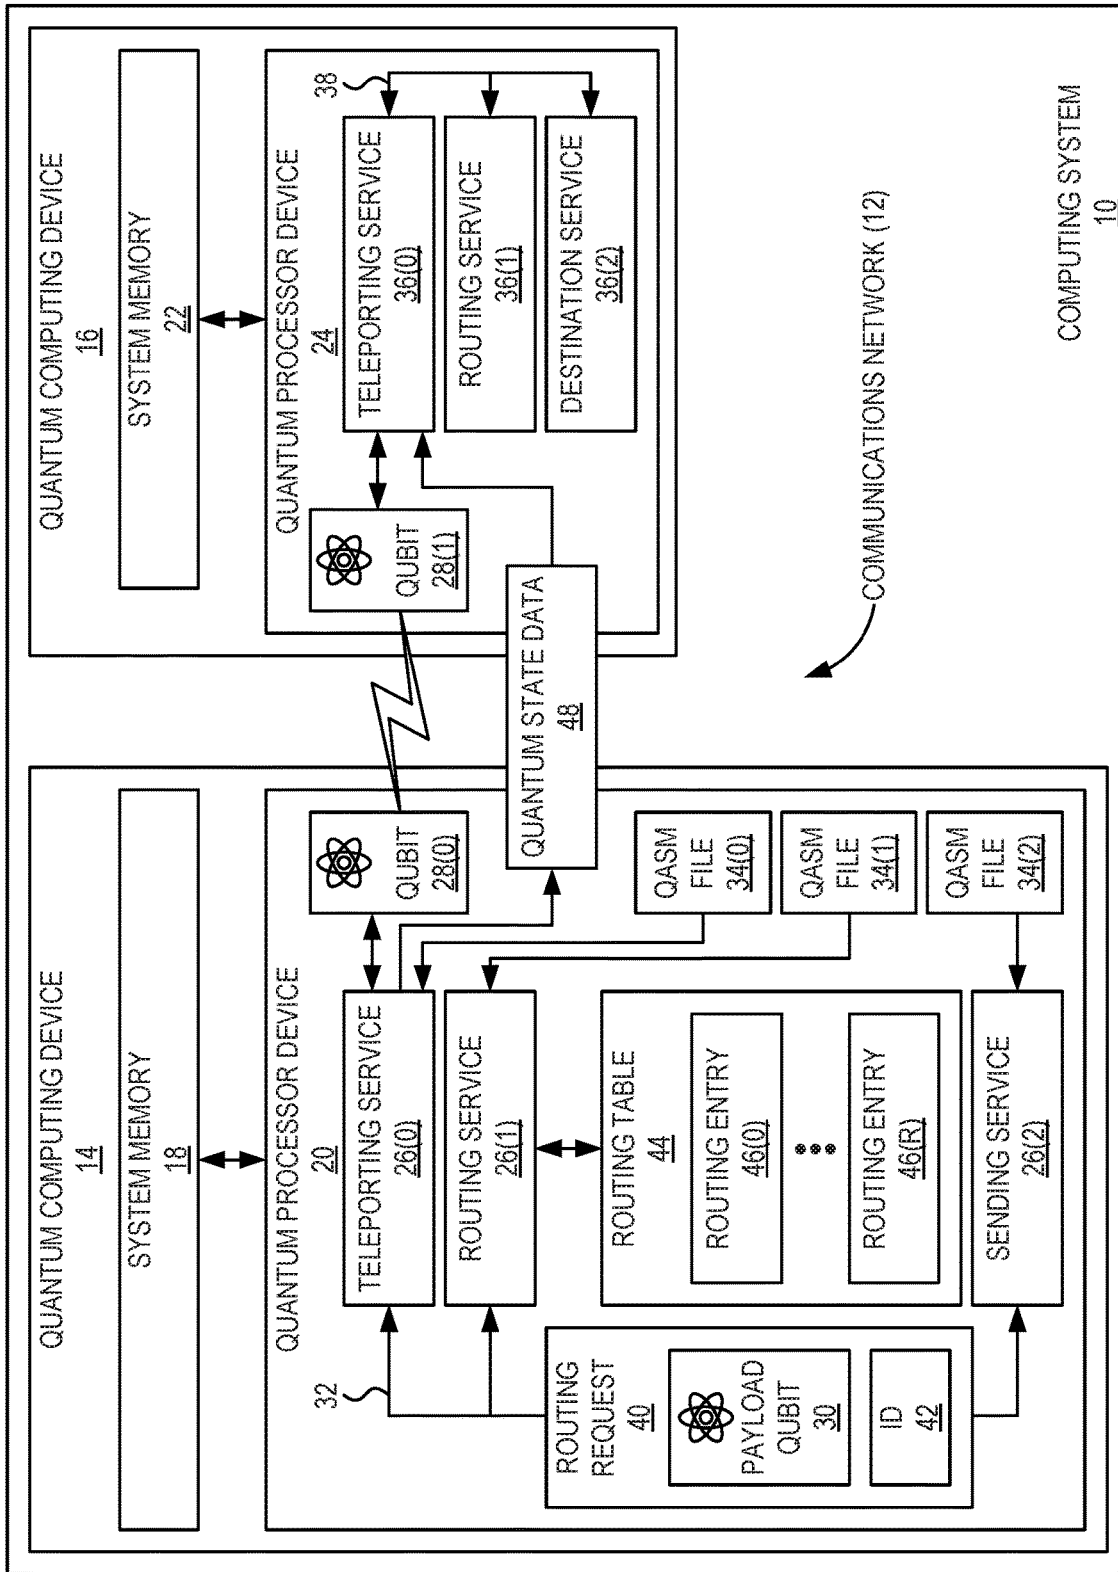 QUANTUM COMPUTING DEVICE
14
SYSTEM MEMORY
18
QUANTUM PROCESSOR DEVICE
20
32
TELEPORTING SERVICE
26(0)
QUBIT
28(0)
ROUTING SERVICE
26(1)
ROUTING REQUEST
40
PAYLOAD
QUBIT
30
ID
42
ROUTING TABLE
44
ROUTING ENTRY
46(0)
•••
ROUTING ENTRY
46(R)
SENDING SERVICE
26(2)
QASM
FILE
34(0)
QASM
FILE
34(1)
QASM
FILE
34(2)
QUANTUM STATE DATA
48
QUANTUM COMPUTING DEVICE
16
SYSTEM MEMORY
22
QUANTUM PROCESSOR DEVICE
24
38
QUBIT
28(1)
TELEPORTING SERVICE
36(0)
ROUTING SERVICE
36(1)
DESTINATION SERVICE
36(2)
COMMUNICATIONS NETWORK (12)
COMPUTING SYSTEM
10